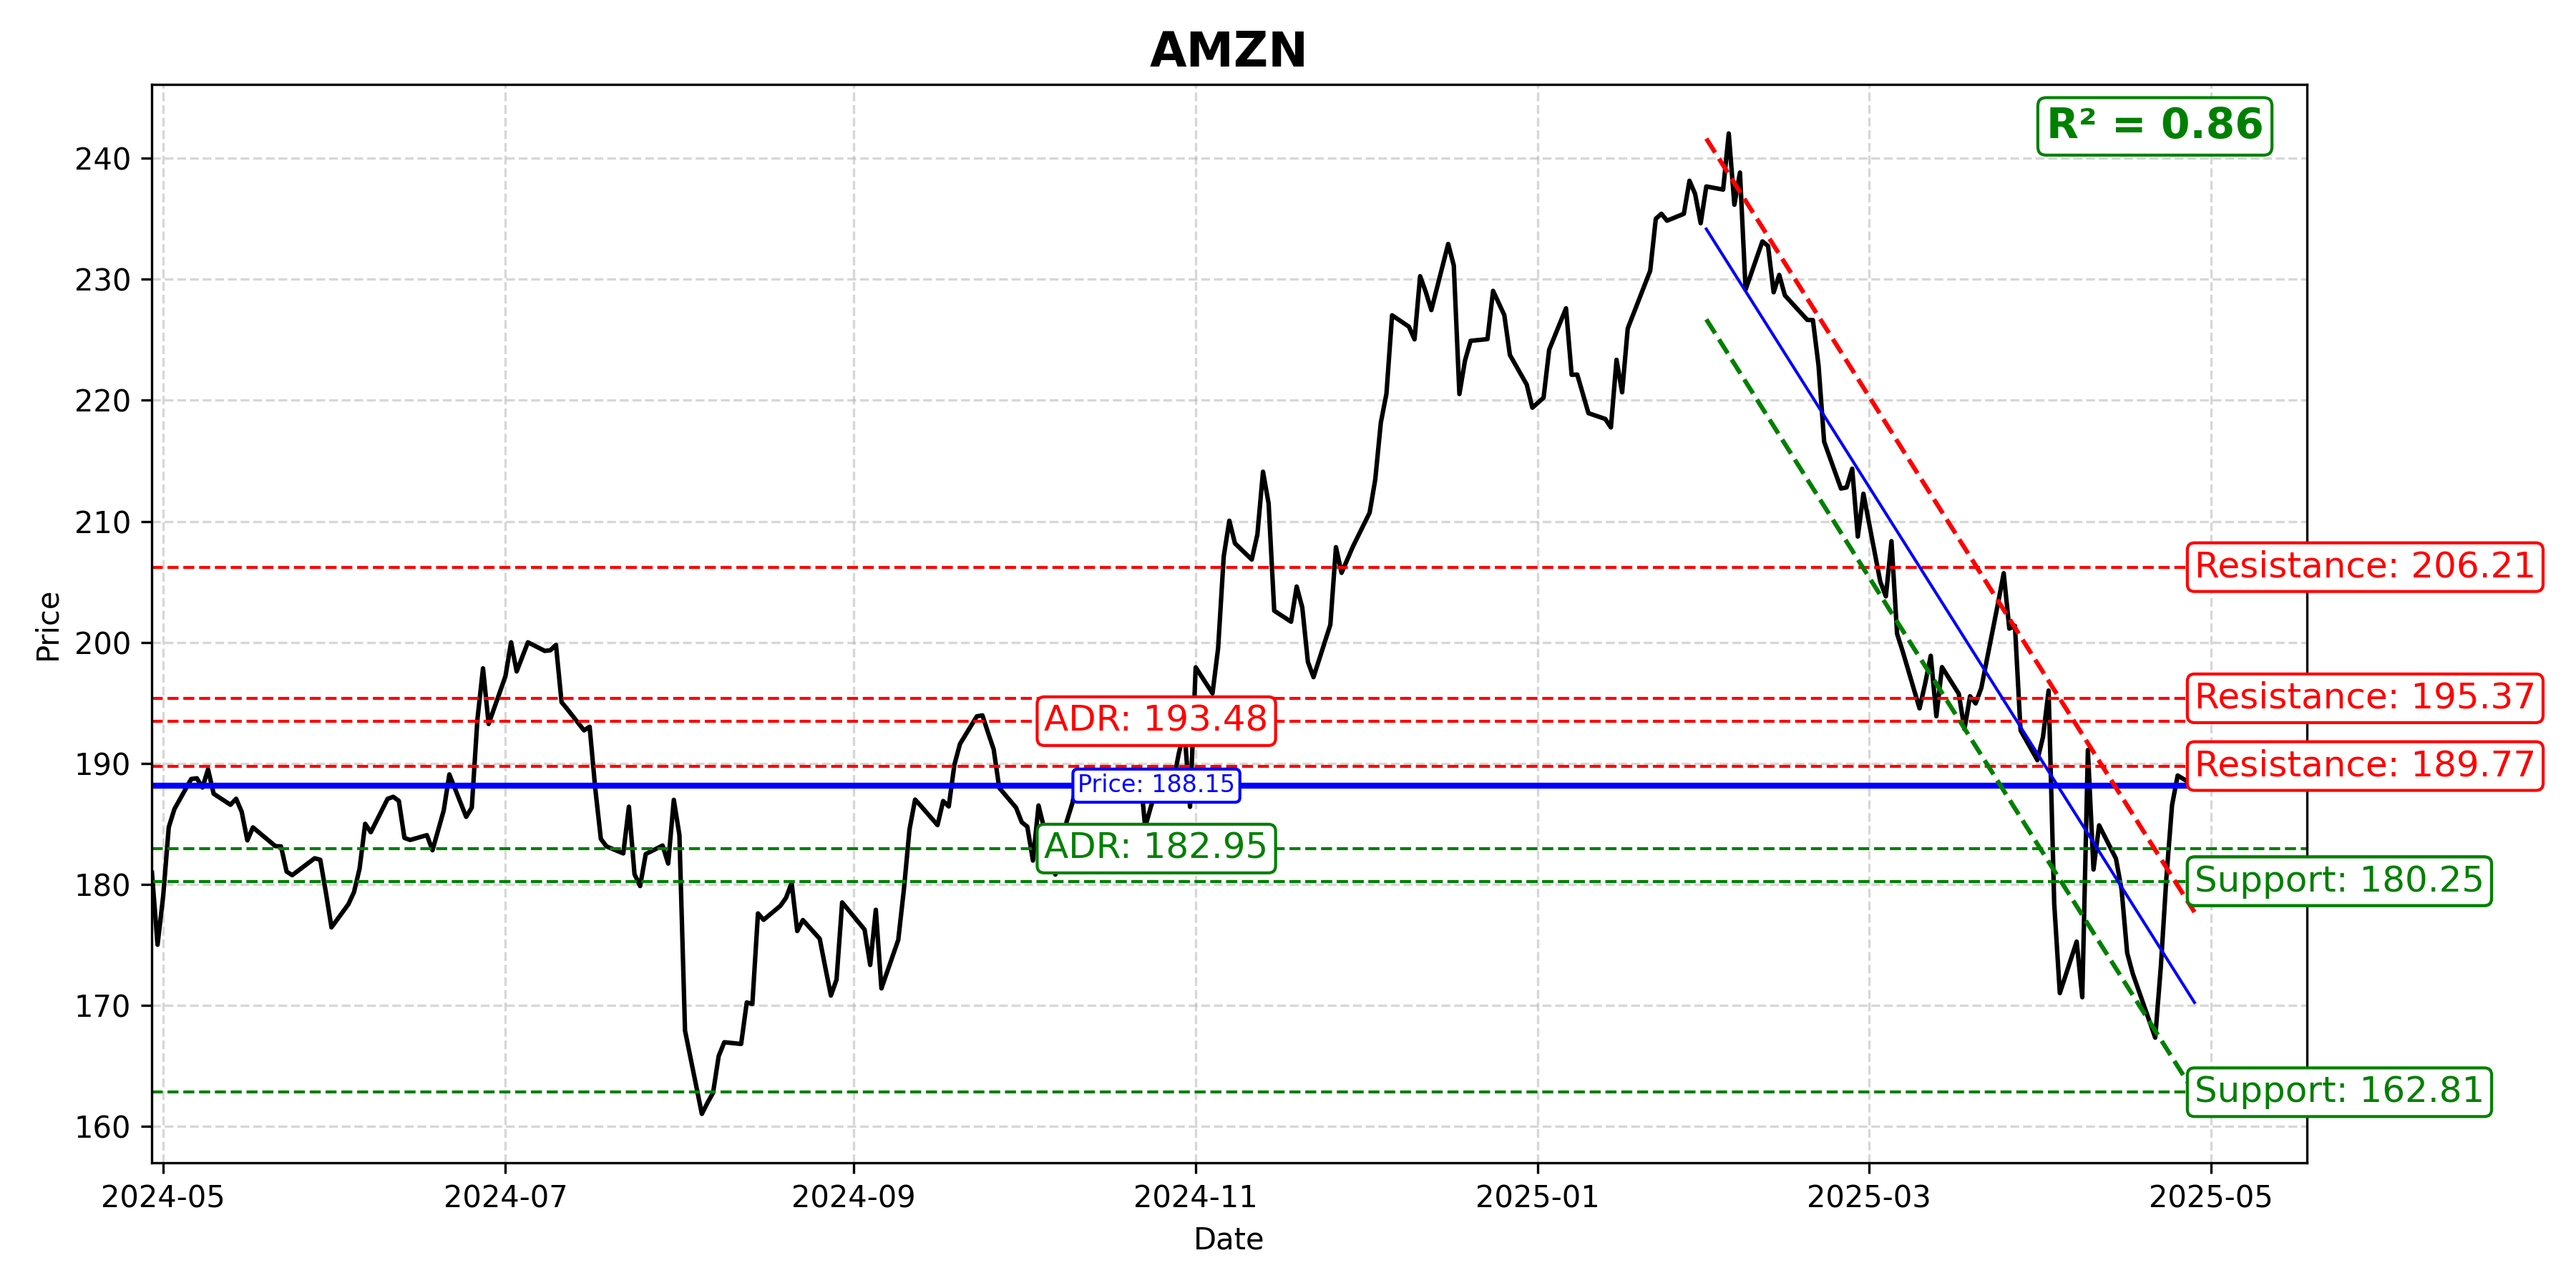 AMZN
R² = 0.86
240
230
220
210
200
190
180
170
160
Price
Resistance: 206.21
Resistance: 195.37
ADR: 193.48
Resistance: 189.77
Price: 188.15
ADR: 182.95
Support: 180.25
Support: 162.81
2024-05
2024-07
2024-09
2024-11
2025-01
2025-03
2025-05
Date